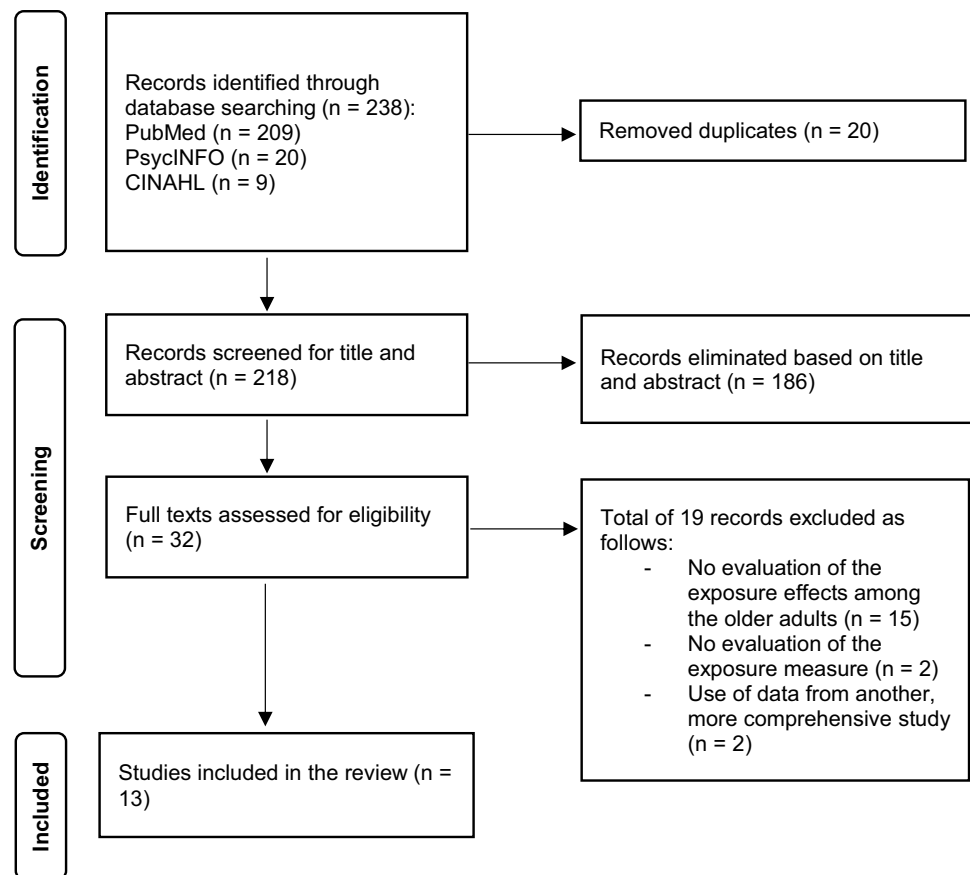 Identification
Records identified through
database searching (n = 238):
PubMed (n = 209)
PsycINFO (n = 20)
CINAHL (n = 9)
Removed duplicates (n = 20)
Screening
Records screened for title and
abstract (n = 218)
Records eliminated based on title
and abstract (n = 186)
Full texts assessed for eligibility
(n = 32)
Total of 19 records excluded as
follows:
- No evaluation of the
exposure effects among
the older adults (n = 15)
- No evaluation of the
exposure measure (n = 2)
- Use of data from another,
more comprehensive study
(n = 2)
Included
Studies included in the review (n =
13)